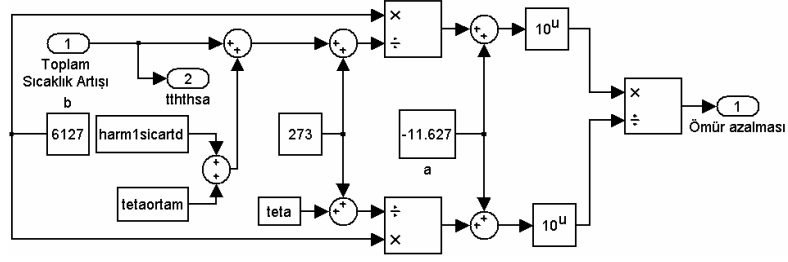 1
Toplam
Sıcaklık Artışı
b
6127
2
tththsa
harm1sicartd
tetaortam
+
+
+
+
273
teta
+
+
+
+
×
÷
÷
×
-11.627
a
+
+
+
+
10^u
10^u
×
÷
1
Ömür azalması